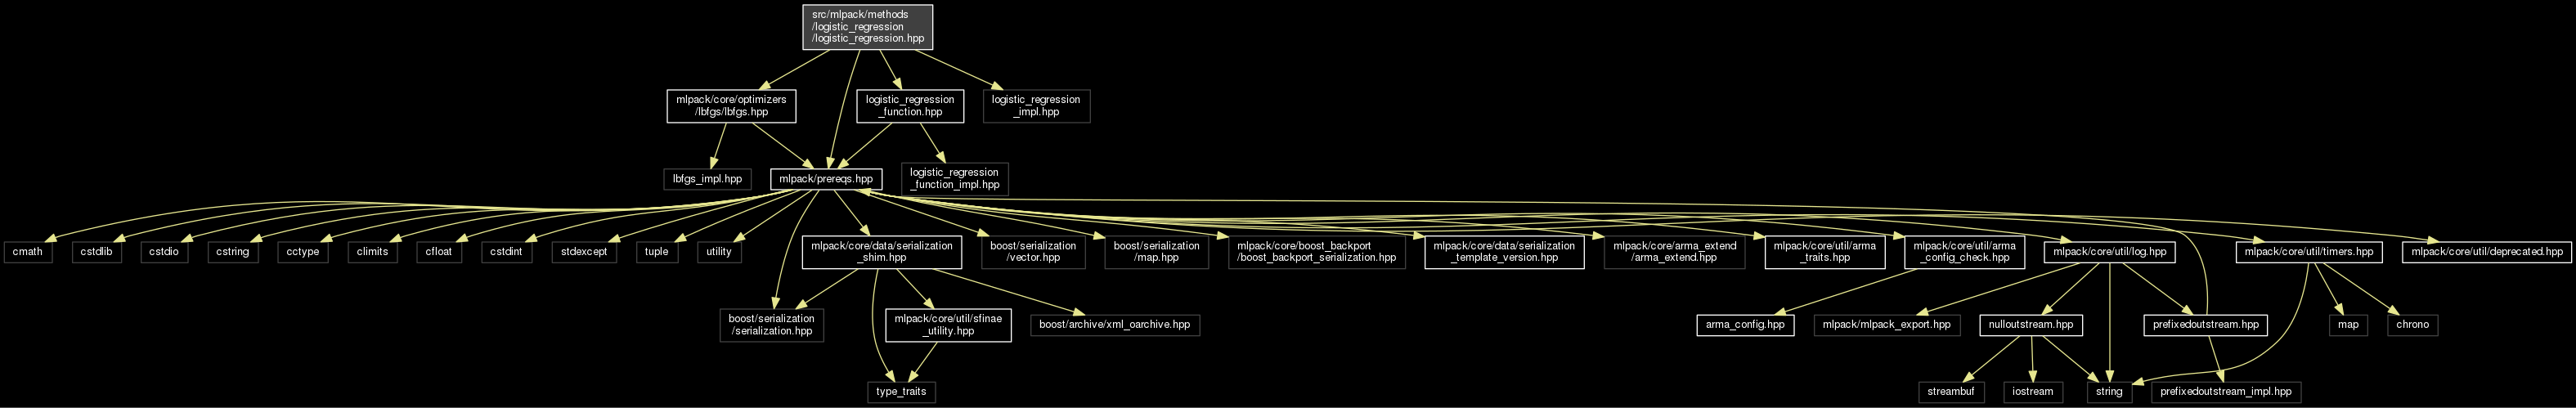 src/mlpack/methods
/logistic_regression
/logistic_regression.hpp
mlpack/core/optimizers
/lbfgs/lbfgs.hpp
logistic_regression
_function.hpp
logistic_regression
_impl.hpp
lbfgs_impl.hpp
mlpack/prereqs.hpp
logistic_regression
_function_impl.hpp
cmath
cstdlib
cstdio
cstring
cctype
climits
cfloat
cstdint
stdexcept
tuple
utility
mlpack/core/data/serialization
_shim.hpp
boost/serialization
/vector.hpp
boost/serialization
/map.hpp
mlpack/core/boost_backport
/boost_backport_serialization.hpp
mlpack/core/data/serialization
_template_version.hpp
mlpack/core/arma_extend
/arma_extend.hpp
mlpack/core/util/arma
_traits.hpp
mlpack/core/util/arma
_config_check.hpp
mlpack/core/util/log.hpp
mlpack/core/util/timers.hpp
mlpack/core/util/deprecated.hpp
boost/serialization
/serialization.hpp
mlpack/core/util/sfinae
_utility.hpp
boost/archive/xml_oarchive.hpp
arma_config.hpp
mlpack/mlpack_export.hpp
nulloutstream.hpp
prefixedoutstream.hpp
map
chrono
type_traits
streambuf
iostream
string
prefixedoutstream_impl.hpp